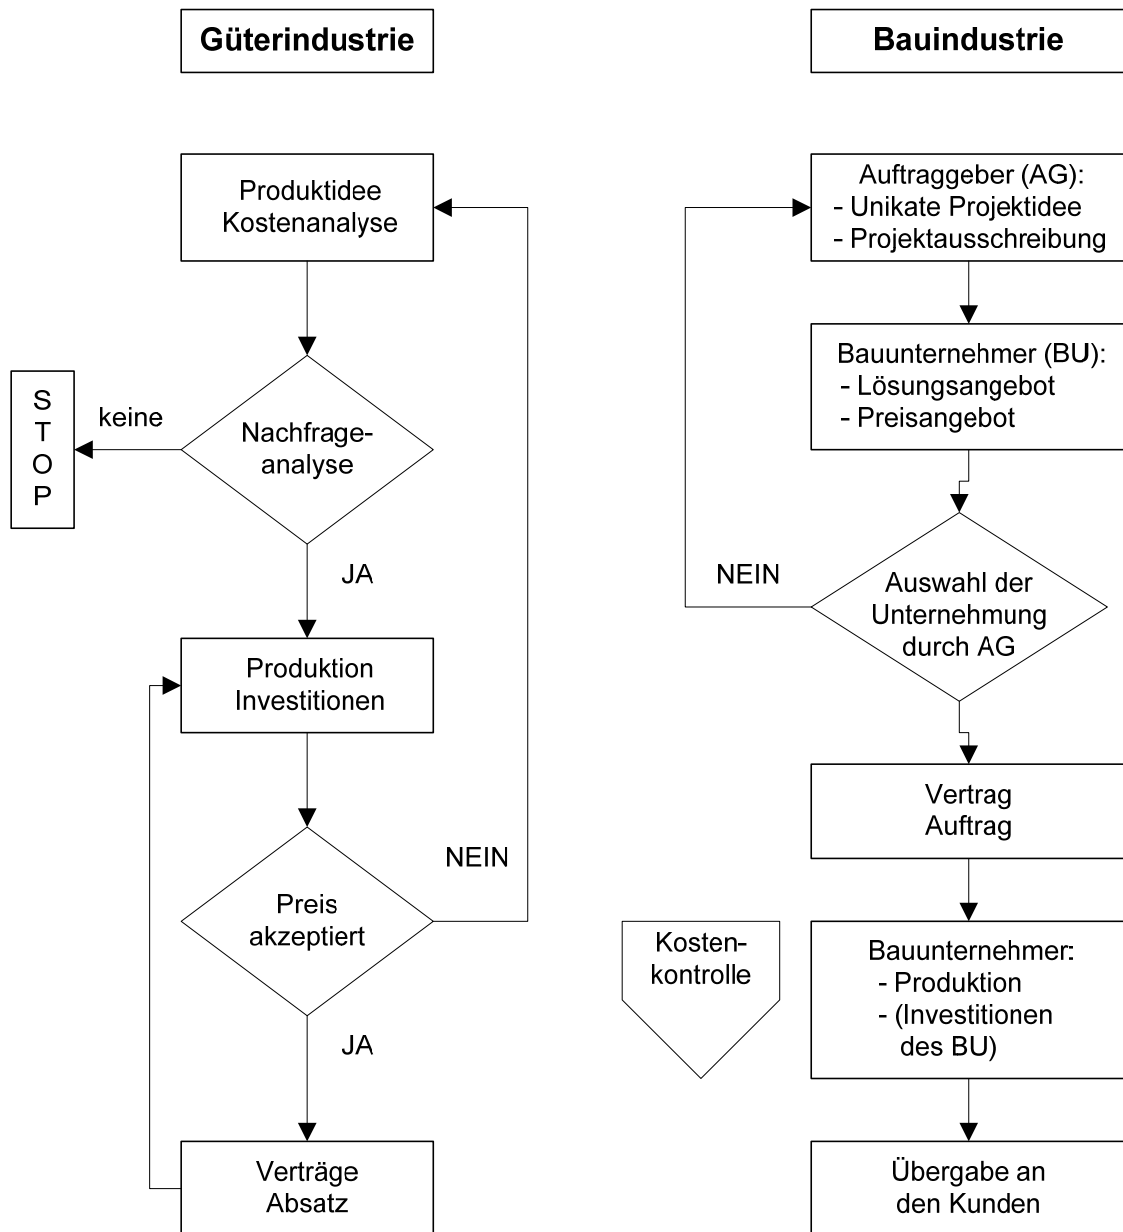 Güterindustrie
Produktidee
Kostenanalyse
S
T
O
P
keine
Nachfrage-
analyse
JA
Produktion
Investitionen
NEIN
Preis
akzeptiert
JA
Verträge
Absatz
Bauindustrie
Auftraggeber (AG):
- Unikate Projektidee
- Projektausschreibung
Bauunternehmer (BU):
- Lösungsangebot
- Preisangebot
NEIN
Auswahl der
Unternehmung
durch AG
Vertrag
Auftrag
Kosten-
kontrolle
Bauunternehmer:
- Produktion
- (Investitionen
des BU)
Übergabe an
den Kunden